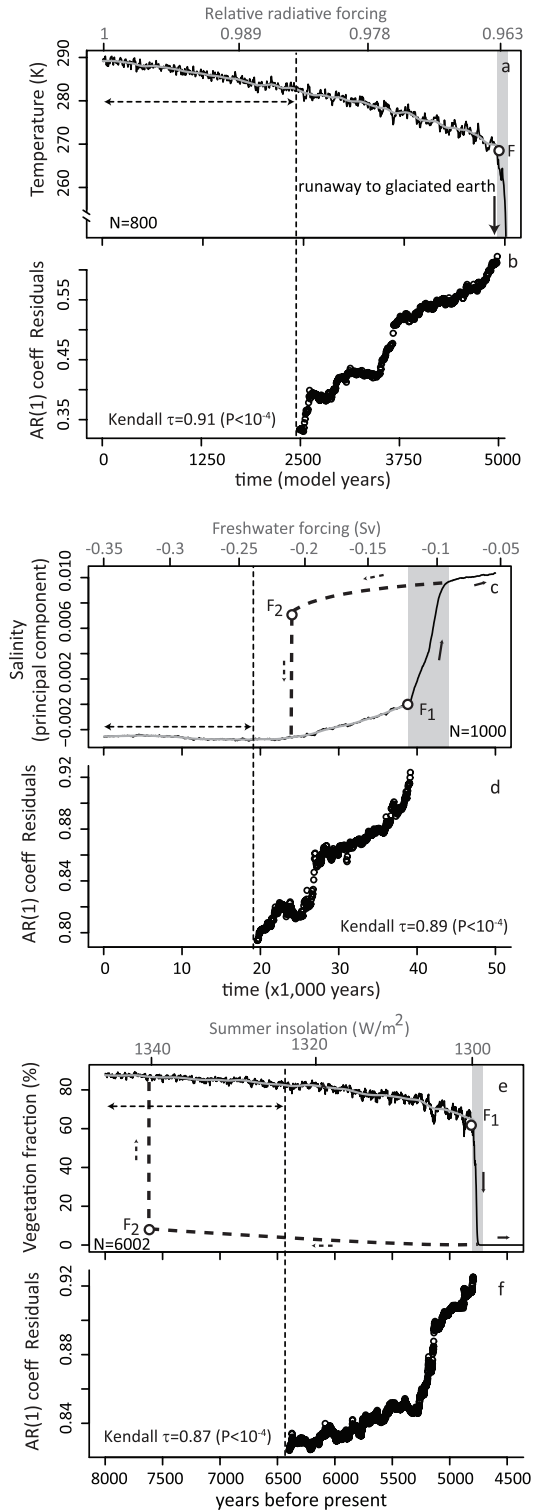 Relative radiative forcing
1 0.989 0.978 0.963
a
Temperature (K)
290
280
270
260
F
runaway to glaciated earth
N=800
b
AR(1) coeff Residuals
0.55
0.45
0.35
Kendall τ=0.91 (P<10⁻⁴)
0 1250 2500 3750 5000
time (model years)
Freshwater forcing (Sv)
-0.35 -0.3 -0.25 -0.2 -0.15 -0.1 -0.05
Salinity
(principal component)
0.010
0.006
0.002
−0.002
c
F₂
F₁
N=1000
AR(1) coeff Residuals
0.92
0.88
0.84
0.80
d
Kendall τ=0.89 (P<10⁻⁴)
0 10 20 30 40 50
time (x1,000 years)
Summer insolation (W/m²)
1340 1320 1300
Vegetation fraction (%)
80
60
40
20
0
e
F₁
F₂
N=6002
AR(1) coeff Residuals
0.92
0.88
0.84
f
Kendall τ=0.87 (P<10⁻⁴)
8000 7500 7000 6500 6000 5500 5000 4500
years before present